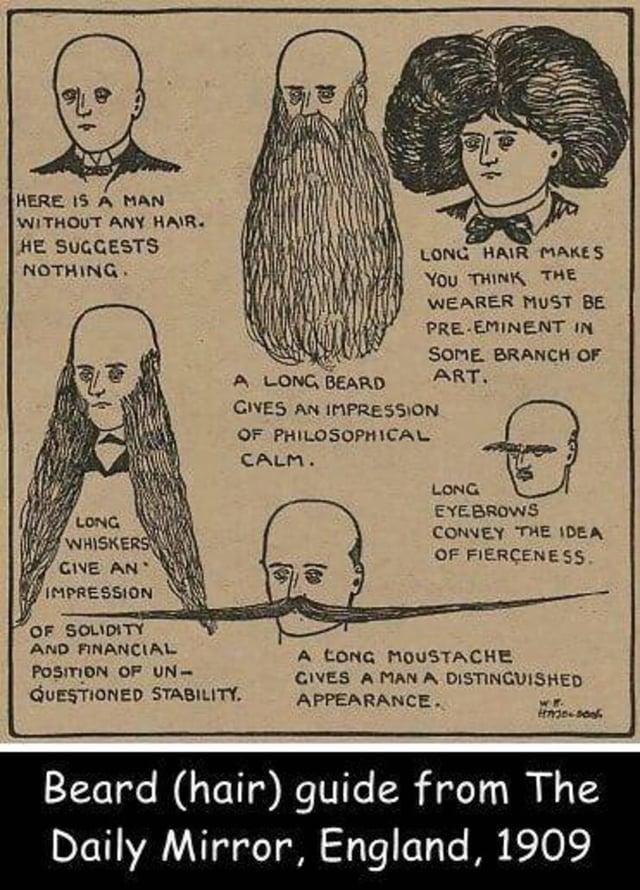 HERE IS A MAN
WITHOUT ANY HAIR.
HE SUGGESTS
NOTHING.
A LONG BEARD
GIVES AN IMPRESSION
OF PHILOSOPHICAL
CALM.
LONG HAIR MAKES
YOU THINK THE
WEARER MUST BE
PRE-EMINENT IN
SOME BRANCH OF
ART.
LONG
WHISKERS
GIVE AN
IMPRESSION
OF SOLIDITY
AND FINANCIAL
POSITION OF UN-
QUESTIONED STABILITY.
LONG
EYEBROWS
CONVEY THE IDEA
OF FIERCENESS.
A LONG MOUSTACHE
GIVES A MAN A DISTINGUISHED
APPEARANCE.
Beard (hair) guide from The
Daily Mirror, England, 1909